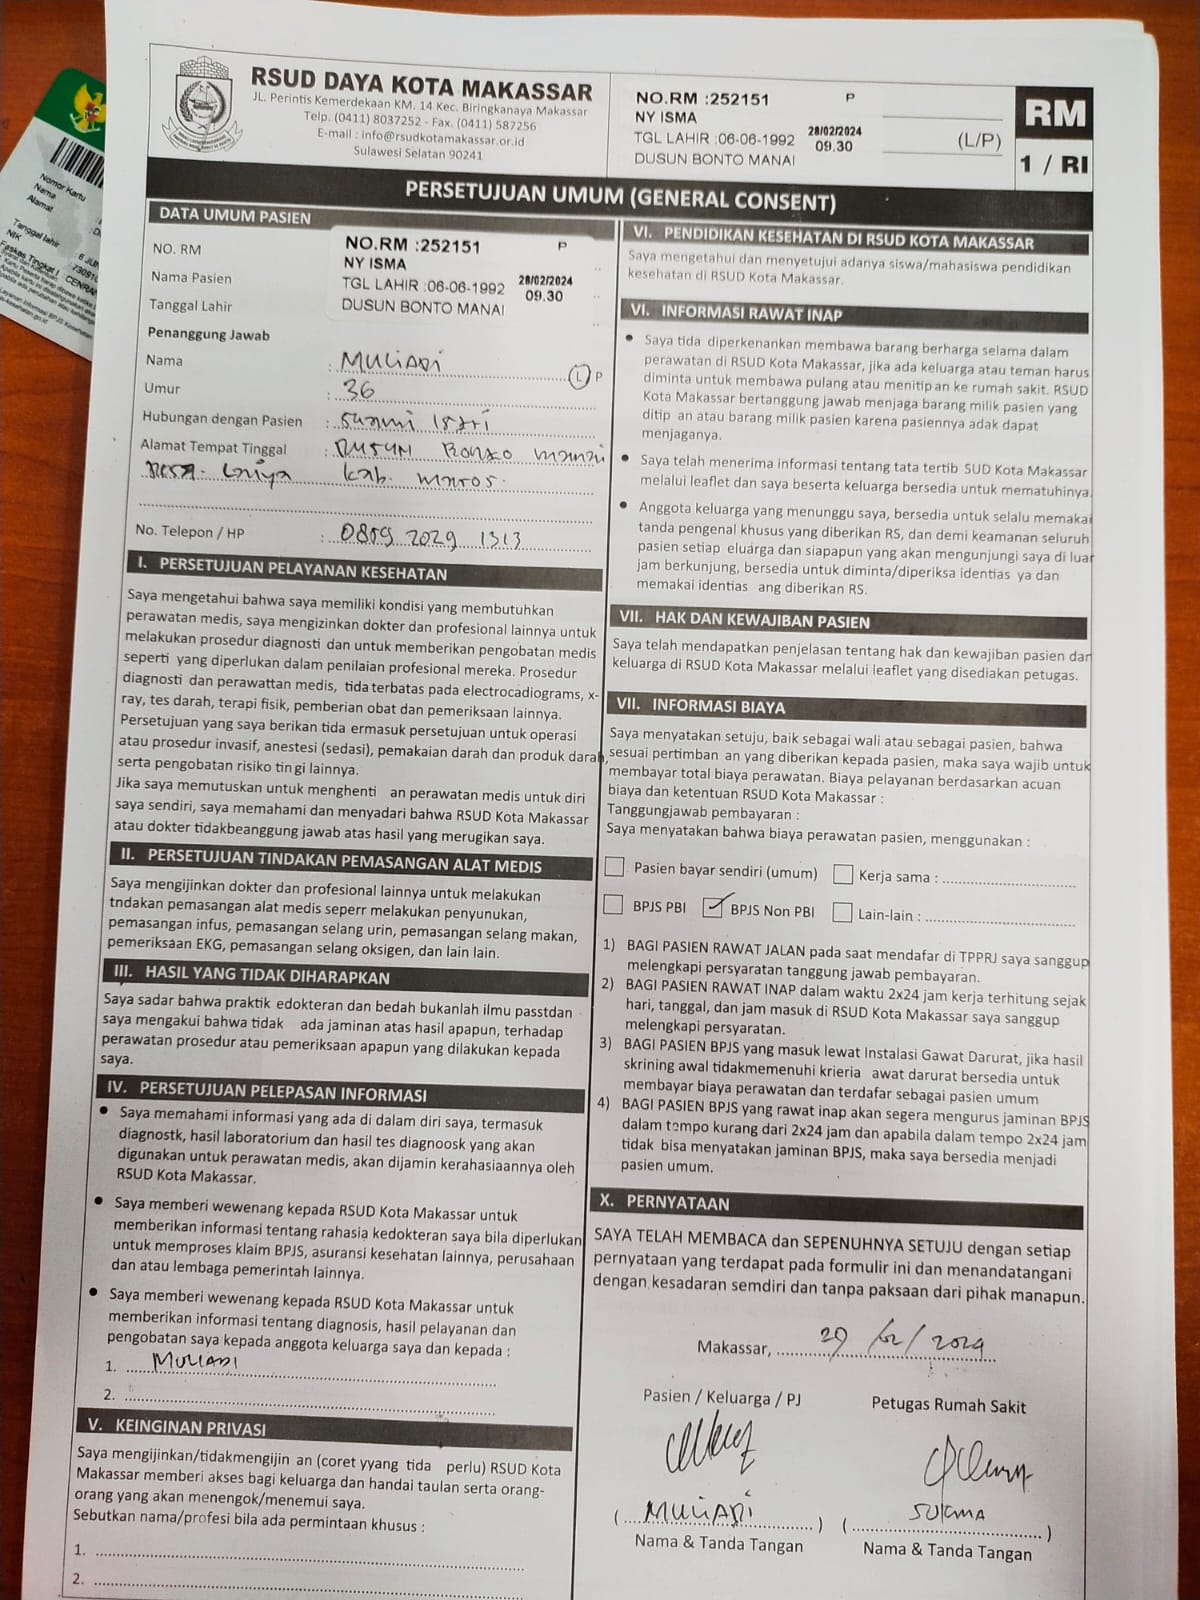 RSUD DAYA KOTA MAKASSAR
JL. Perintis Kemerdekaan KM. 14 Kec. Biringkanaya Makassar
Telp. (0411) 8037252 - Fax. (0411) 587256
E-mail : info@rsudkotamakassar.or.id
Sulawesi Selatan 90241
NO.RM :252151 P
NY ISMA
TGL LAHIR :06-06-1992 28/02/2024 09.30
DUSUN BONTO MANAI
(L/P)
RM
1 / RI
PERSETUJUAN UMUM (GENERAL CONSENT)
DATA UMUM PASIEN
NO. RM
Nama Pasien
Tanggal Lahir
NO.RM :252151 P
NY ISMA
TGL LAHIR :06-06-1992 28/02/2024 09.30
DUSUN BONTO MANAI
Penanggung Jawab
Nama : MULIADI L P
Umur : 36
Hubungan dengan Pasien : suami istri
Alamat Tempat Tinggal : Dusun Bonto Manai
Desa Kab. Maros
No. Telepon / HP : 0859 2029 1313
I. PERSETUJUAN PELAYANAN KESEHATAN
Saya mengetahui bahwa saya memiliki kondisi yang membutuhkan
perawatan medis, saya mengizinkan dokter dan profesional lainnya untuk
melakukan prosedur diagnosti dan untuk memberikan pengobatan medis
seperti yang diperlukan dalam penilaian profesional mereka. Prosedur
diagnosti dan perawattan medis, tida terbatas pada electrocadiograms, x-
ray, tes darah, terapi fisik, pemberian obat dan pemeriksaan lainnya.
Persetujuan yang saya berikan tida ermasuk persetujuan untuk operasi
atau prosedur invasif, anestesi (sedasi), pemakaian darah dan produk darah,
serta pengobatan risiko tingi lainnya.
Jika saya memutuskan untuk menghenti an perawatan medis untuk diri
saya sendiri, saya memahami dan menyadari bahwa RSUD Kota Makassar
atau dokter tidakbeanggung jawab atas hasil yang merugikan saya.
II. PERSETUJUAN TINDAKAN PEMASANGAN ALAT MEDIS
Saya mengijinkan dokter dan profesional lainnya untuk melakukan
tndakan pemasangan alat medis seperr melakukan penyunukan,
pemasangan infus, pemasangan selang urin, pemasangan selang makan,
pemeriksaan EKG, pemasangan selang oksigen, dan lain lain.
III. HASIL YANG TIDAK DIHARAPKAN
Saya sadar bahwa praktik edokteran dan bedah bukanlah ilmu passtdan
saya mengakui bahwa tidak ada jaminan atas hasil apapun, terhadap
perawatan prosedur atau pemeriksaan apapun yang dilakukan kepada
saya.
IV. PERSETUJUAN PELEPASAN INFORMASI
• Saya memahami informasi yang ada di dalam diri saya, termasuk
diagnostk, hasil laboratorium dan hasil tes diagnoosk yang akan
digunakan untuk perawatan medis, akan dijamin kerahasiaannya oleh
RSUD Kota Makassar.
• Saya memberi wewenang kepada RSUD Kota Makassar untuk
memberikan informasi tentang rahasia kedokteran saya bila diperlukan
untuk memproses klaim BPJS, asuransi kesehatan lainnya, perusahaan
dan atau lembaga pemerintah lainnya.
• Saya memberi wewenang kepada RSUD Kota Makassar untuk
memberikan informasi tentang diagnosis, hasil pelayanan dan
pengobatan saya kepada anggota keluarga saya dan kepada :
1. MULIADI
2.
V. KEINGINAN PRIVASI
Saya mengijinkan/tidakmengijin an (coret yyang tida perlu) RSUD Kota
Makassar memberi akses bagi keluarga dan handai taulan serta orang-
orang yang akan menengok/menemui saya.
Sebutkan nama/profesi bila ada permintaan khusus :
1.
2.
VI. PENDIDIKAN KESEHATAN DI RSUD KOTA MAKASSAR
Saya mengetahui dan menyetujui adanya siswa/mahasiswa pendidikan
kesehatan di RSUD Kota Makassar.
VI. INFORMASI RAWAT INAP
• Saya tida diperkenankan membawa barang berharga selama dalam
perawatan di RSUD Kota Makassar, jika ada keluarga atau teman harus
diminta untuk membawa pulang atau menitipan ke rumah sakit. RSUD
Kota Makassar bertanggung jawab menjaga barang milik pasien yang
ditip an atau barang milik pasien karena pasiennya adak dapat
menjaganya.
• Saya telah menerima informasi tentang tata tertib SUD Kota Makassar
melalui leaflet dan saya beserta keluarga bersedia untuk mematuhinya.
• Anggota keluarga yang menunggu saya, bersedia untuk selalu memakai
tanda pengenal khusus yang diberikan RS, dan demi keamanan seluruh
pasien setiap eluarga dan siapapun yang akan mengunjungi saya di luar
jam berkunjung, bersedia untuk diminta/diperiksa identias ya dan
memakai identias ang diberikan RS.
VII. HAK DAN KEWAJIBAN PASIEN
Saya telah mendapatkan penjelasan tentang hak dan kewajiban pasien dan
keluarga di RSUD Kota Makassar melalui leaflet yang disediakan petugas.
VII. INFORMASI BIAYA
Saya menyatakan setuju, baik sebagai wali atau sebagai pasien, bahwa
sesuai pertimban an yang diberikan kepada pasien, maka saya wajib untuk
membayar total biaya perawatan. Biaya pelayanan berdasarkan acuan
biaya dan ketentuan RSUD Kota Makassar :
Tanggungjawab pembayaran :
Saya menyatakan bahwa biaya perawatan pasien, menggunakan :
Pasien bayar sendiri (umum) Kerja sama :
BPJS PBI BPJS Non PBI Lain-lain :
1) BAGI PASIEN RAWAT JALAN pada saat mendafar di TPPRJ saya sanggup
melengkapi persyaratan tanggung jawab pembayaran.
2) BAGI PASIEN RAWAT INAP dalam waktu 2x24 jam kerja terhitung sejak
hari, tanggal, dan jam masuk di RSUD Kota Makassar saya sanggup
melengkapi persyaratan.
3) BAGI PASIEN BPJS yang masuk lewat Instalasi Gawat Darurat, jika hasil
skrining awal tidakmemenuhi krieria awat darurat bersedia untuk
membayar biaya perawatan dan terdafar sebagai pasien umum
4) BAGI PASIEN BPJS yang rawat inap akan segera mengurus jaminan BPJS
dalam tempo kurang dari 2x24 jam dan apabila dalam tempo 2x24 jam
tidak bisa menyatakan jaminan BPJS, maka saya bersedia menjadi
pasien umum.
X. PERNYATAAN
SAYA TELAH MEMBACA dan SEPENUHNYA SETUJU dengan setiap
pernyataan yang terdapat pada formulir ini dan menandatangani
dengan kesadaran semdiri dan tanpa paksaan dari pihak manapun.
Makassar, 29 /02/ 2024
Pasien / Keluarga / PJ Petugas Rumah Sakit
( MULIADI ) ( SUKMA )
Nama & Tanda Tangan Nama & Tanda Tangan
Nomor Kartu
Nama
Alamat
Tanggal lahir
NIK
Faskes Tingkat I